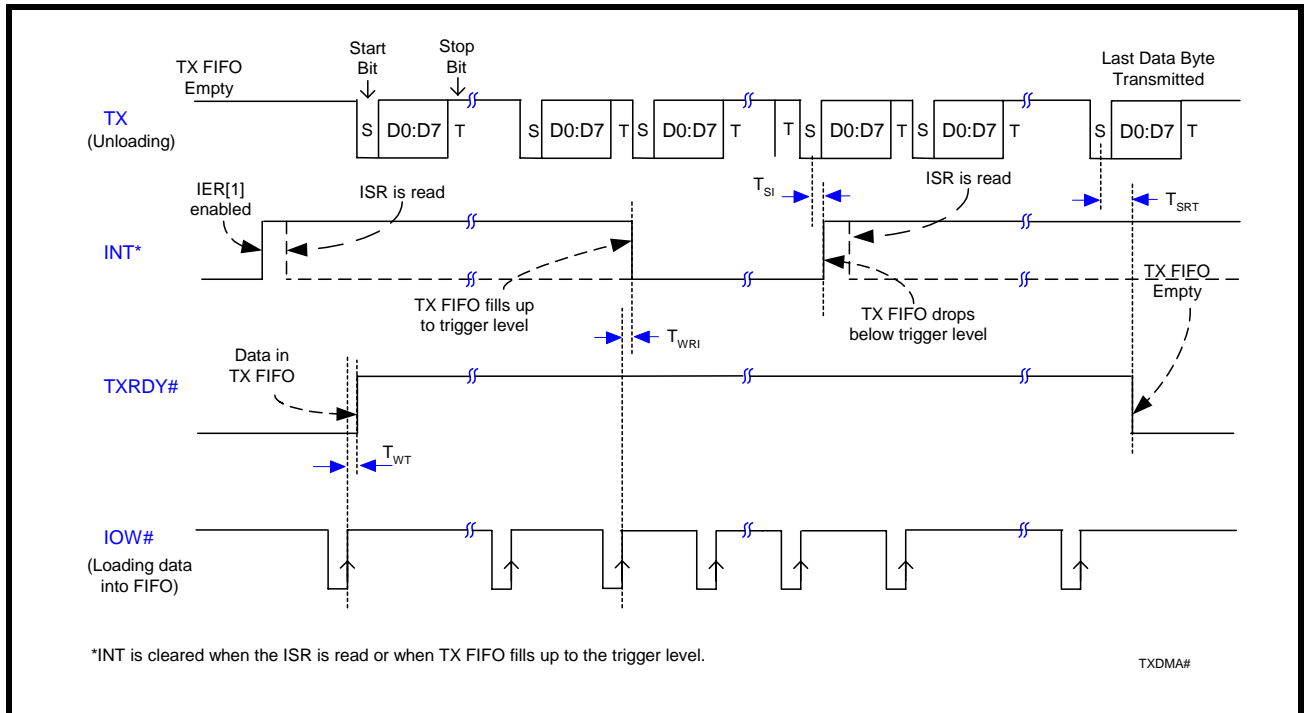 TX FIFO
Empty
Start
Bit
Stop
Bit
Last Data Byte
Transmitted
TX
(Unloading)
S D0:D7 T S D0:D7 T S D0:D7 T T S D0:D7 T S D0:D7 T S D0:D7 T
IER[1]
enabled
ISR is read
TSI
ISR is read
TSRT
INT*
TX FIFO fills up
to trigger level
TX FIFO drops
below trigger level
TX FIFO
Empty
TWRI
Data in
TX FIFO
TXRDY#
TWT
IOW#
(Loading data
into FIFO)
*INT is cleared when the ISR is read or when TX FIFO fills up to the trigger level.
TXDMA#